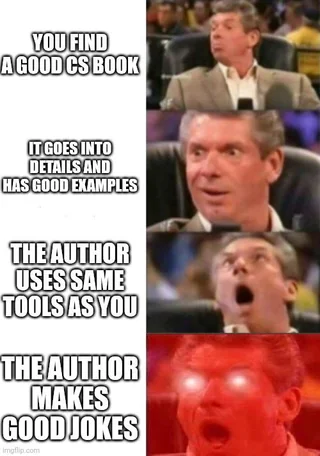 YOU FIND
A GOOD CS BOOK
IT GOES INTO
DETAILS AND
HAS GOOD EXAMPLES
THE AUTHOR
USES SAME
TOOLS AS YOU
THE AUTHOR
MAKES
GOOD JOKES
imgflip.com